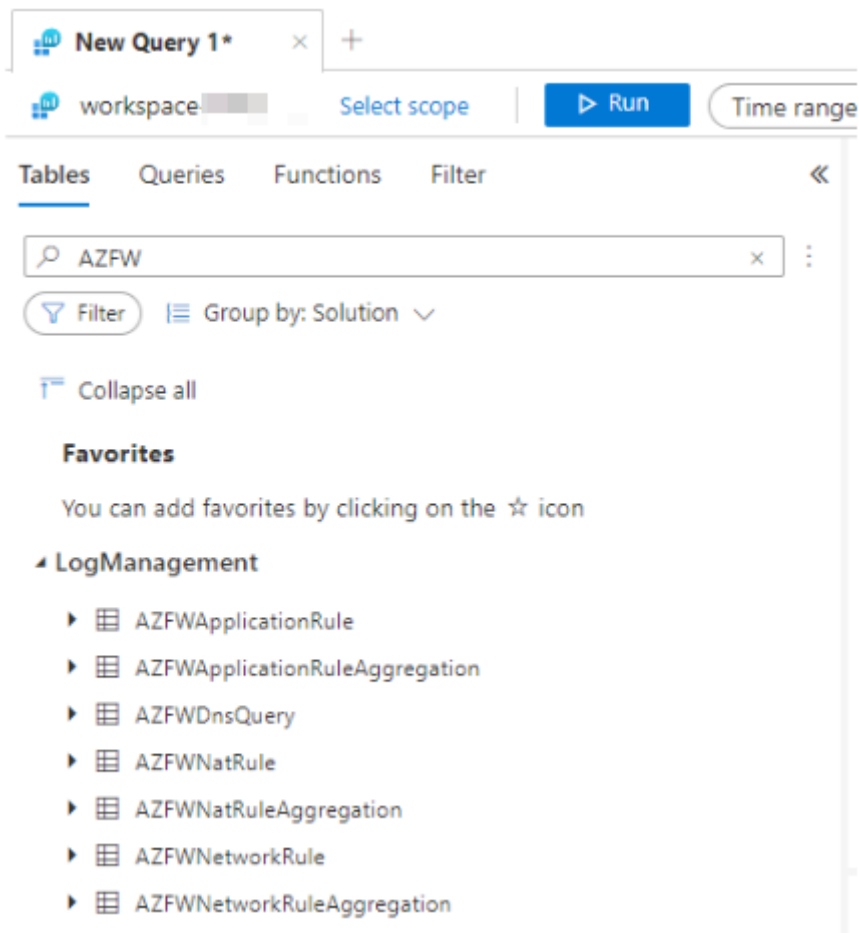 New Query 1*
workspace Select scope Run Time range
Tables Queries Functions Filter
AZFW
Filter Group by: Solution
Collapse all
Favorites
You can add favorites by clicking on the ☆ icon
LogManagement
AZFWApplicationRule
AZFWApplicationRuleAggregation
AZFWDnsQuery
AZFWNatRule
AZFWNatRuleAggregation
AZFWNetworkRule
AZFWNetworkRuleAggregation